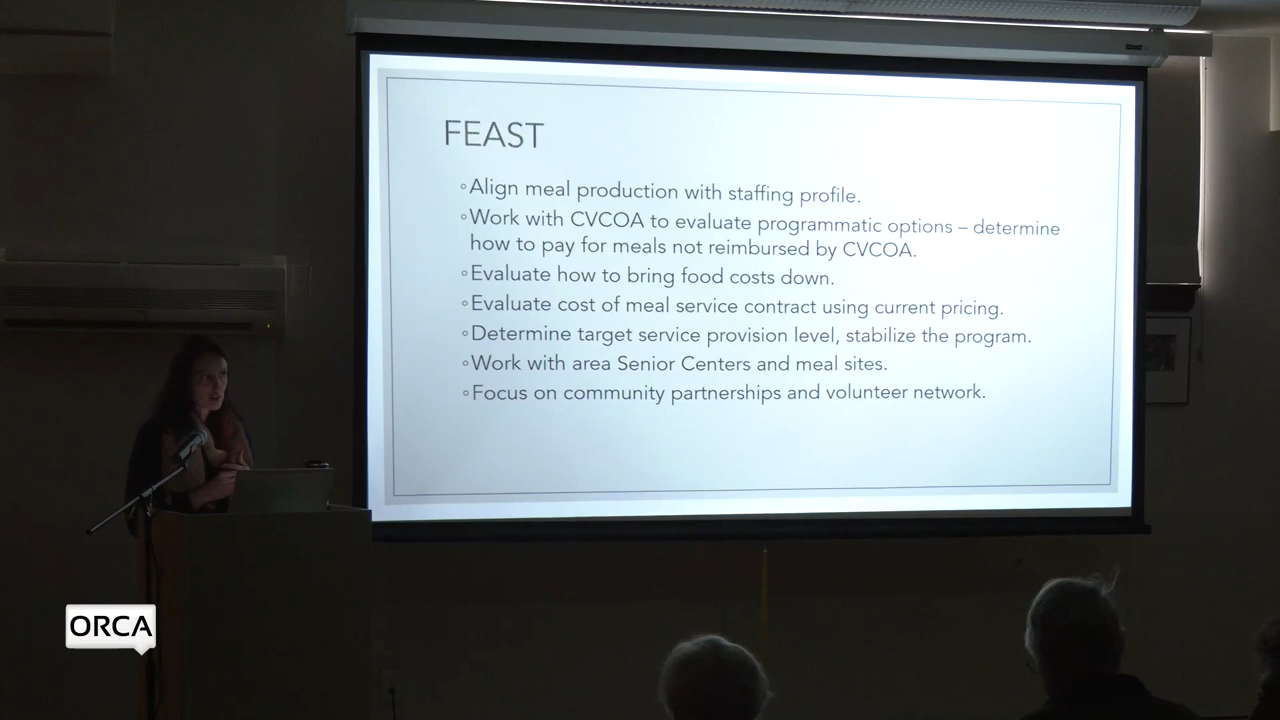 FEAST
◦Align meal production with staffing profile.
◦Work with CVCOA to evaluate programmatic options – determine
how to pay for meals not reimbursed by CVCOA.
◦Evaluate how to bring food costs down.
◦Evaluate cost of meal service contract using current pricing.
◦Determine target service provision level, stabilize the program.
◦Work with area Senior Centers and meal sites.
◦Focus on community partnerships and volunteer network.
ORCA